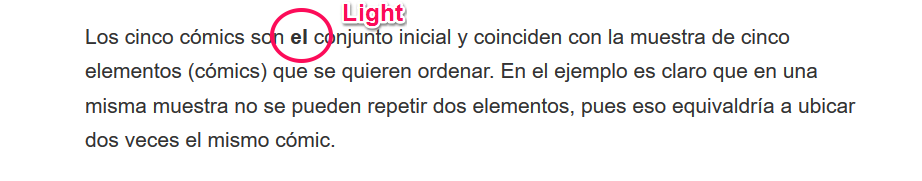 Light
Los cinco cómics son el conjunto inicial y coinciden con la muestra de cinco
elementos (cómics) que se quieren ordenar. En el ejemplo es claro que en una
misma muestra no se pueden repetir dos elementos, pues eso equivaldría a ubicar
dos veces el mismo cómic.